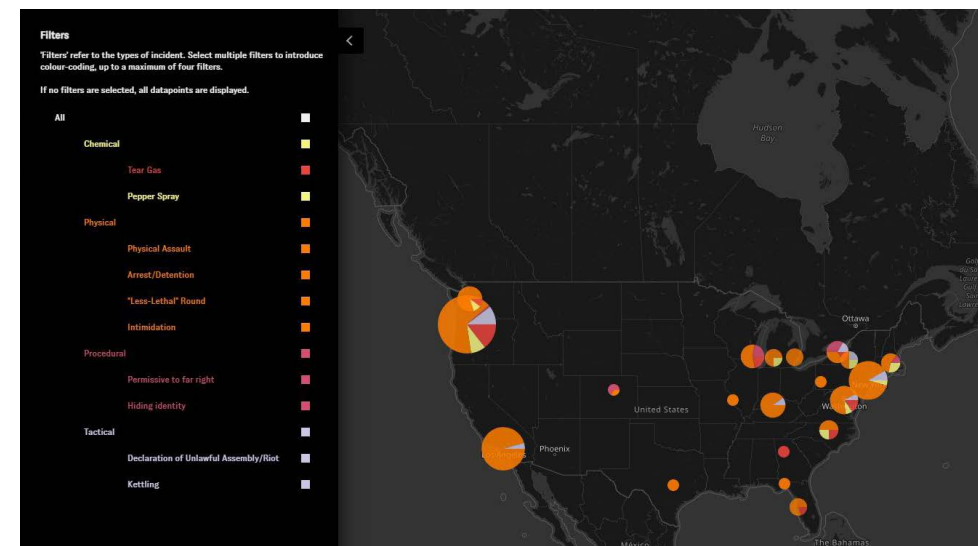 Filters
'Filters' refer to the types of incident. Select multiple filters to introduce
colour-coding, up to a maximum of four filters.
If no filters are selected, all datapoints are displayed.
All
Chemical
Tear Gas
Pepper Spray
Physical
Physical Assault
Arrest/Detention
"Less-Lethal" Round
Intimidation
Procedural
Permissive to far right
Hiding identity
Tactical
Declaration of Unlawful Assembly/Riot
Kettling
Hudson
Bay
Ottawa
United States
Phoenix
México
The Bahamas